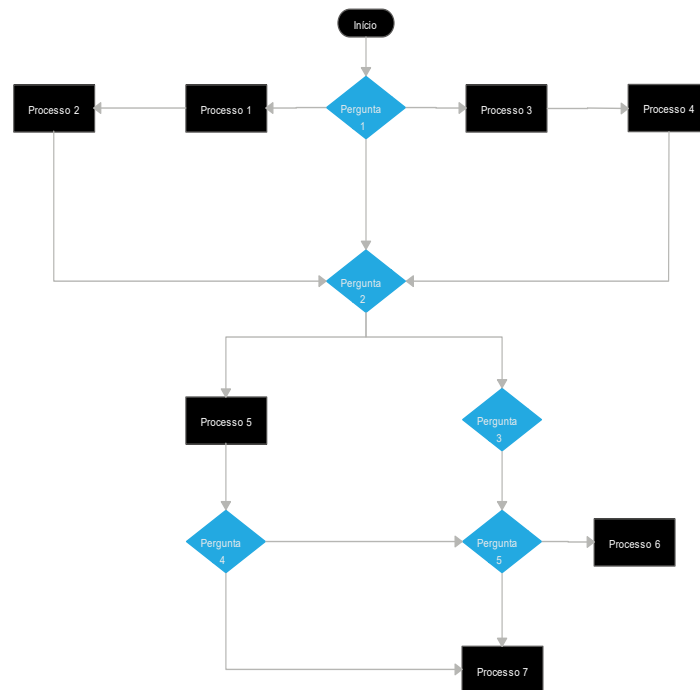 Início
Processo 2
Processo 1
Pergunta
1
Processo 3
Processo 4
Pergunta
2
Processo 5
Pergunta
3
Pergunta
4
Pergunta
5
Processo 6
Processo 7